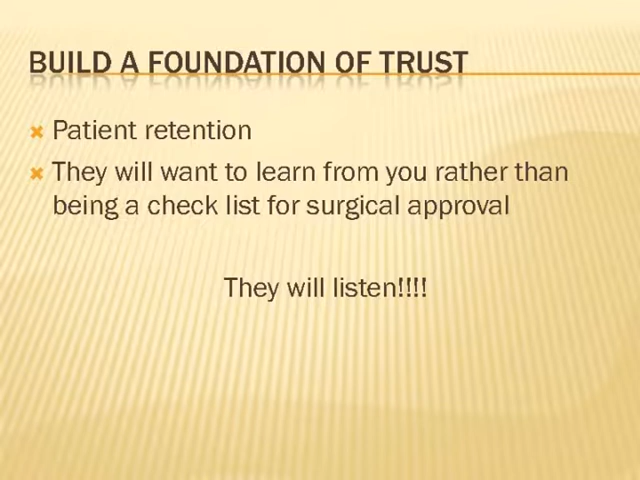 BUILD A FOUNDATION OF TRUST
Patient retention
They will want to learn from you rather than
being a check list for surgical approval
They will listen!!!!